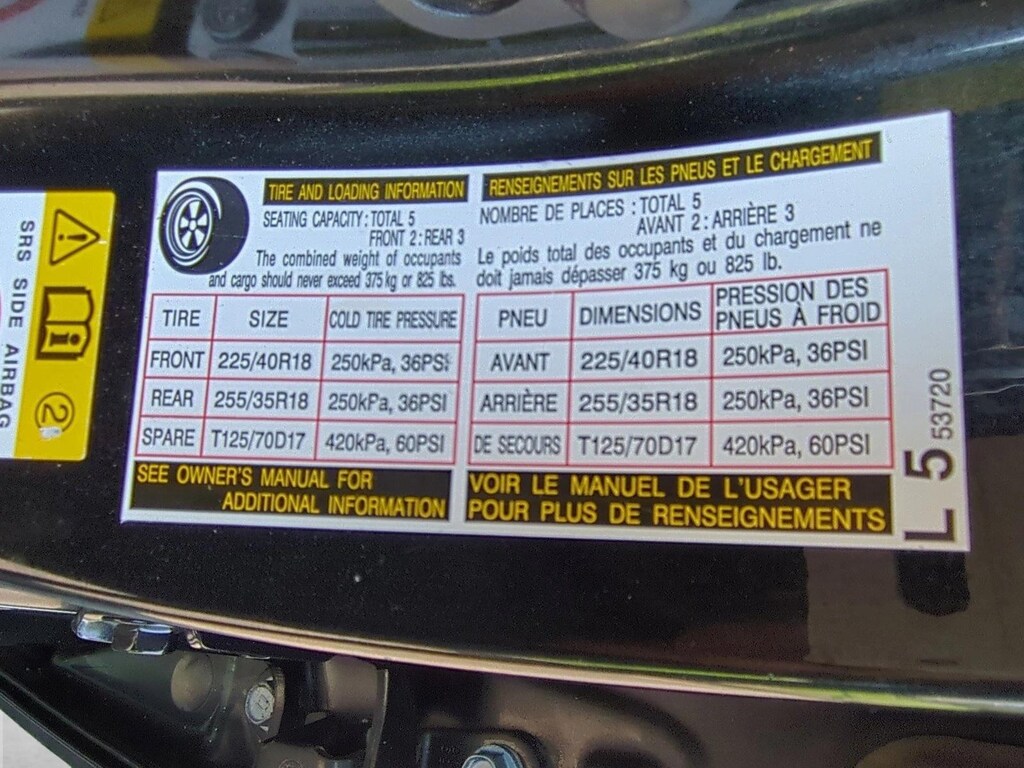 SRS SIDE AIRBAG
2
TIRE AND LOADING INFORMATION
SEATING CAPACITY : TOTAL 5
FRONT 2 : REAR 3
The combined weight of occupants
and cargo should never exceed 375 kg or 825 lbs.
TIRE SIZE COLD TIRE PRESSURE
FRONT 225/40R18 250kPa, 36PSI
REAR 255/35R18 250kPa, 36PSI
SPARE T125/70D17 420kPa, 60PSI
SEE OWNER'S MANUAL FOR
ADDITIONAL INFORMATION
RENSEIGNEMENTS SUR LES PNEUS ET LE CHARGEMENT
NOMBRE DE PLACES : TOTAL 5
AVANT 2 : ARRIÈRE 3
Le poids total des occupants et du chargement ne
doit jamais dépasser 375 kg ou 825 lb.
PNEU DIMENSIONS PRESSION DES
PNEUS À FROID
AVANT 225/40R18 250kPa, 36PSI
ARRIÈRE 255/35R18 250kPa, 36PSI
DE SECOURS T125/70D17 420kPa, 60PSI
VOIR LE MANUEL DE L'USAGER
POUR PLUS DE RENSEIGNEMENTS
L 5 53720